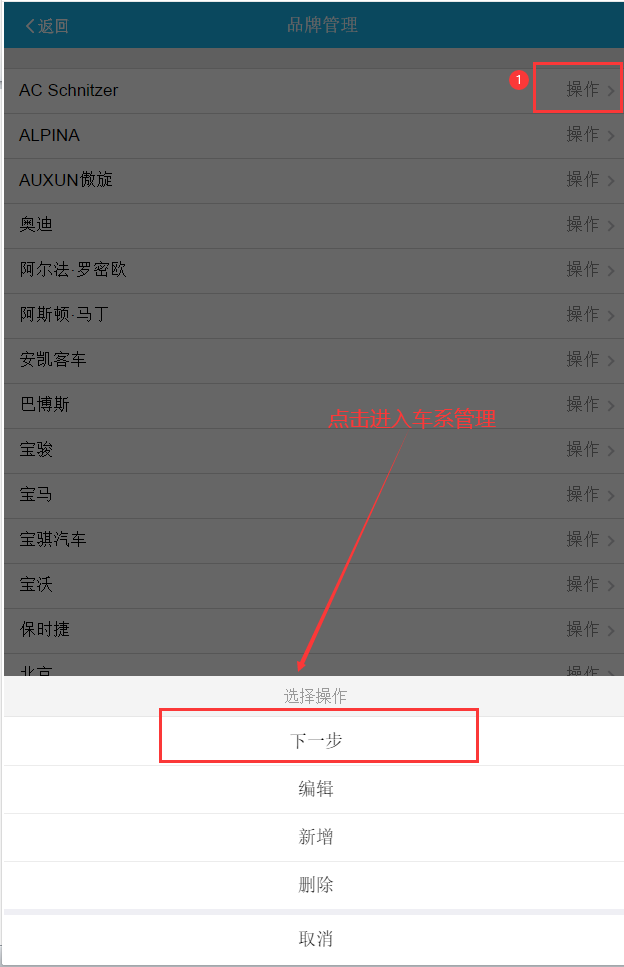 返回 品牌管理
AC Schnitzer 1 操作
ALPINA 操作
AUXUN傲旋 操作
奥迪 操作
阿尔法·罗密欧 操作
阿斯顿·马丁 操作
安凯客车 操作
巴博斯 操作
点击进入车系管理
宝骏 操作
宝马 操作
宝骐汽车 操作
宝沃 操作
保时捷 操作
北京 操作
选择操作
下一步
编辑
新增
删除
取消